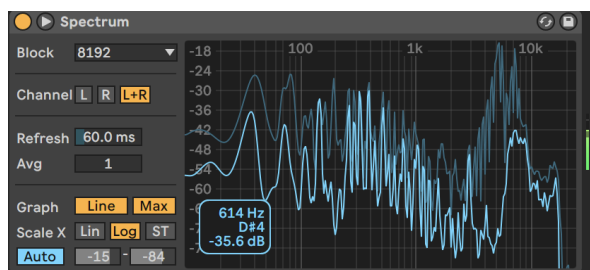 Spectrum
Block 8192
Channel L R L+R
Refresh 60.0 ms
Avg 1
Graph Line Max
Scale X Lin Log ST
Auto -15 - -84
100 1k 10k
-18
-24
-30
-36
-42
-48
-60
614 Hz
D#4
-35.6 dB